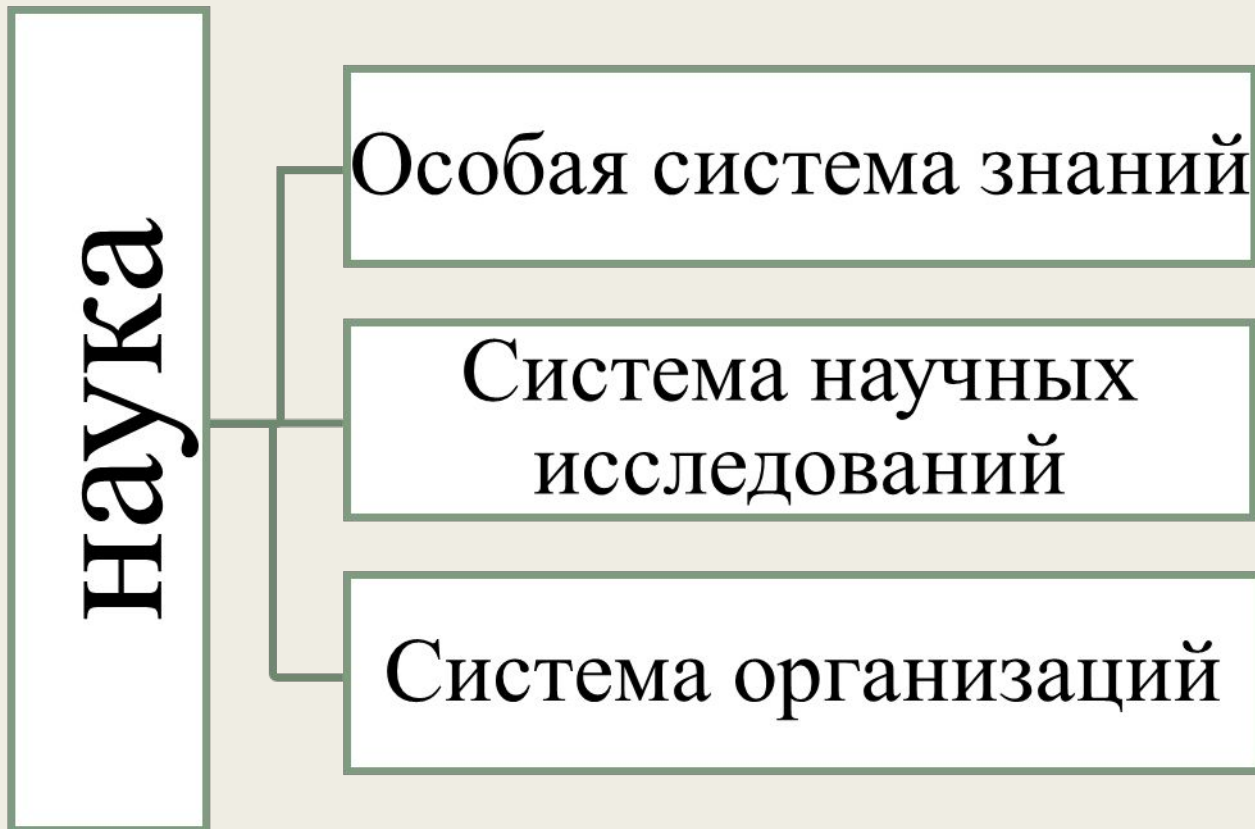 наука
Особая система знаний
Система научных
исследований
Система организаций